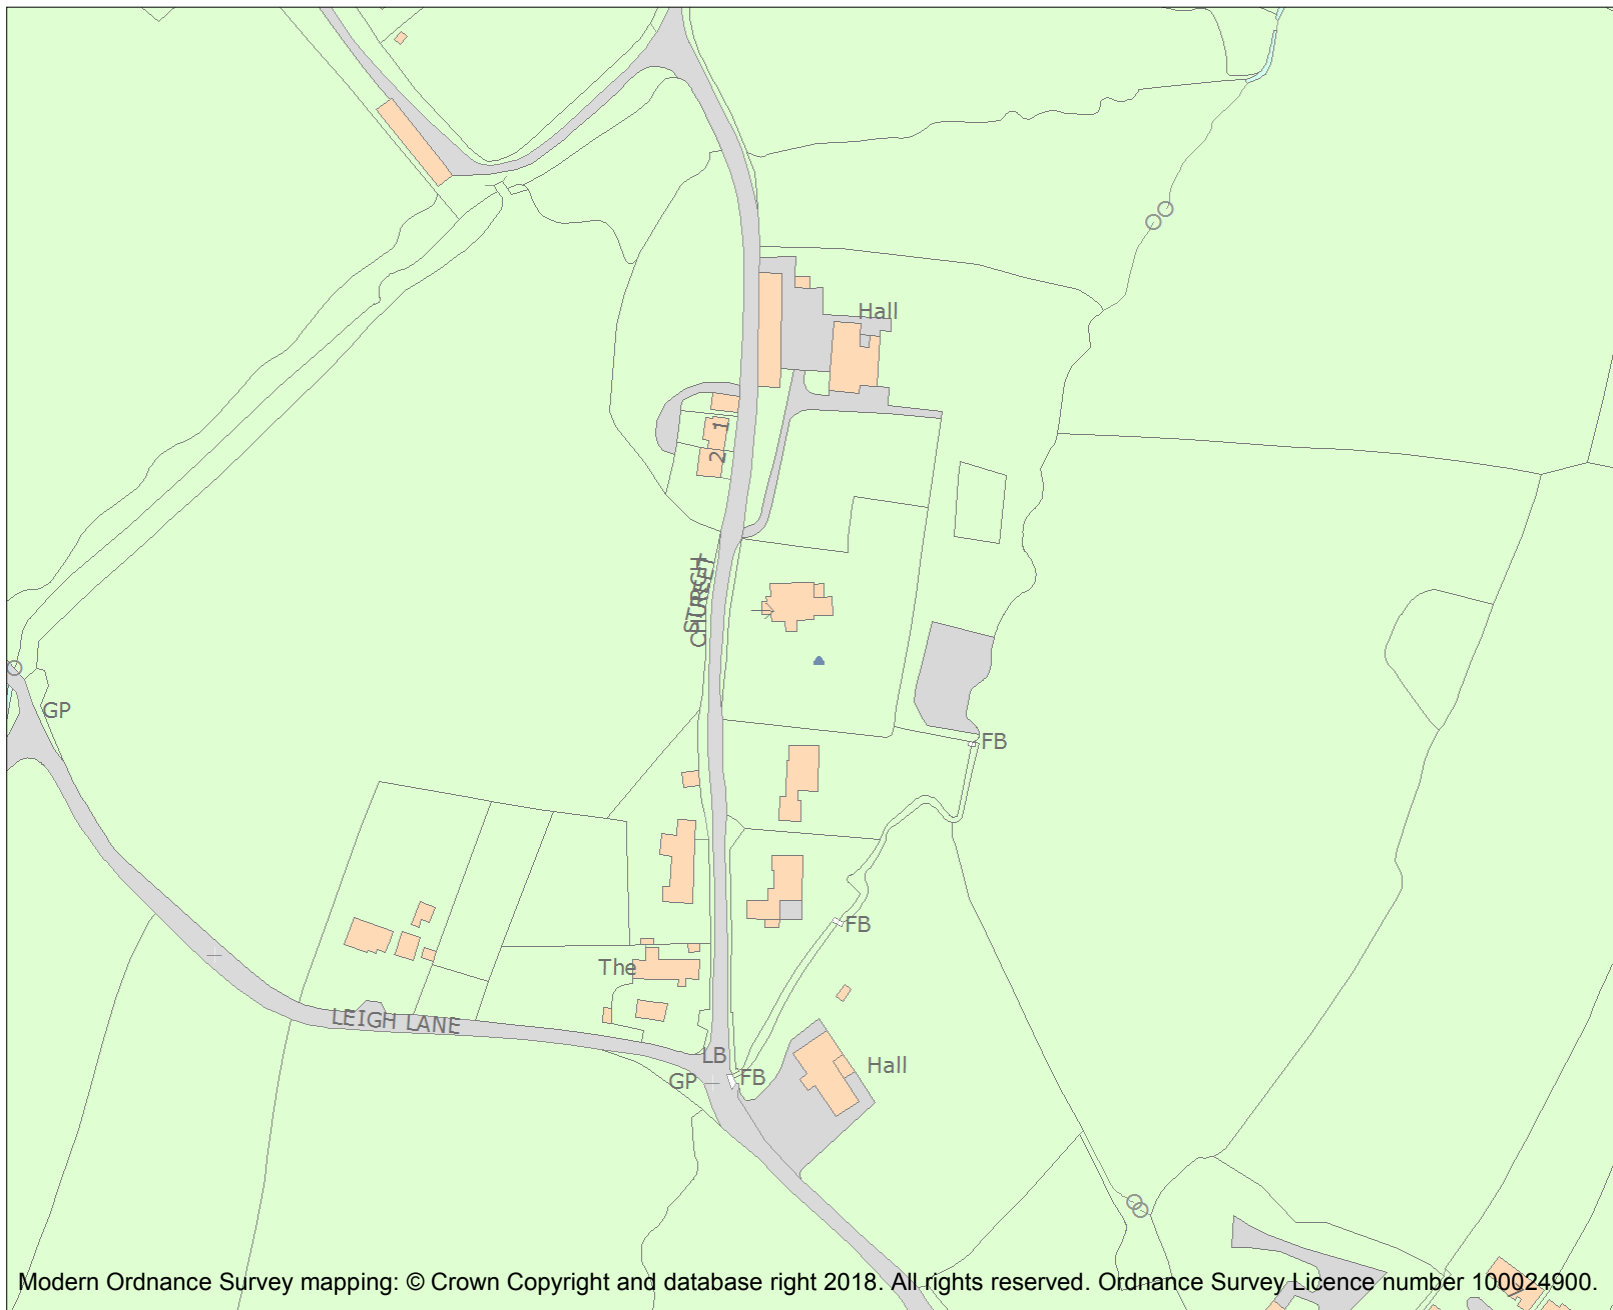 Hall
1
2
CHURCH
STREET
GP
FB
FB
The
LEIGH LANE
LB
Hall
GP
FB
Modern Ordnance Survey mapping: © Crown Copyright and database right 2018. All rights reserved. Ordnance Survey Licence number 100024900.